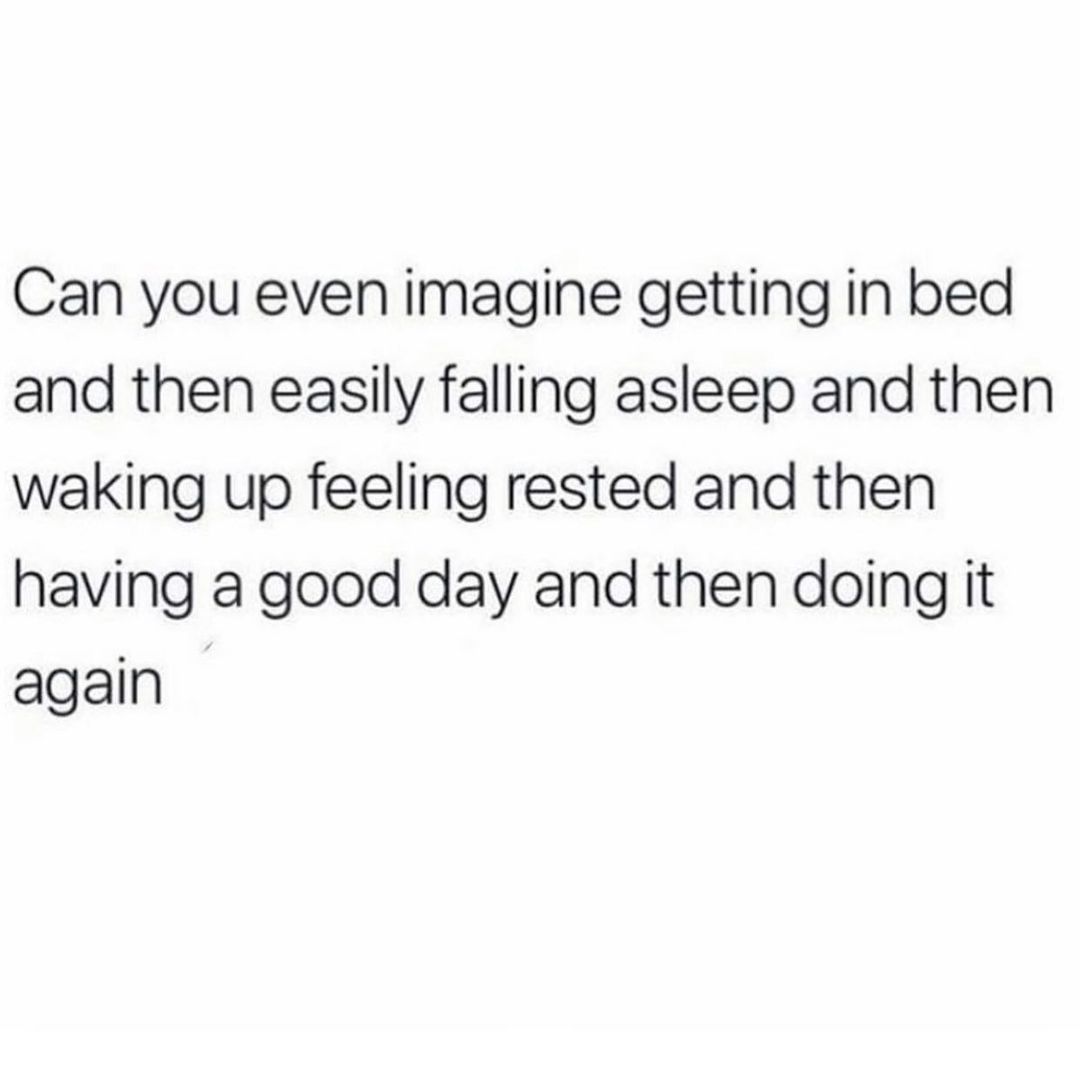 Can you even imagine getting in bed
and then easily falling asleep and then
waking up feeling rested and then
having a good day and then doing it
again